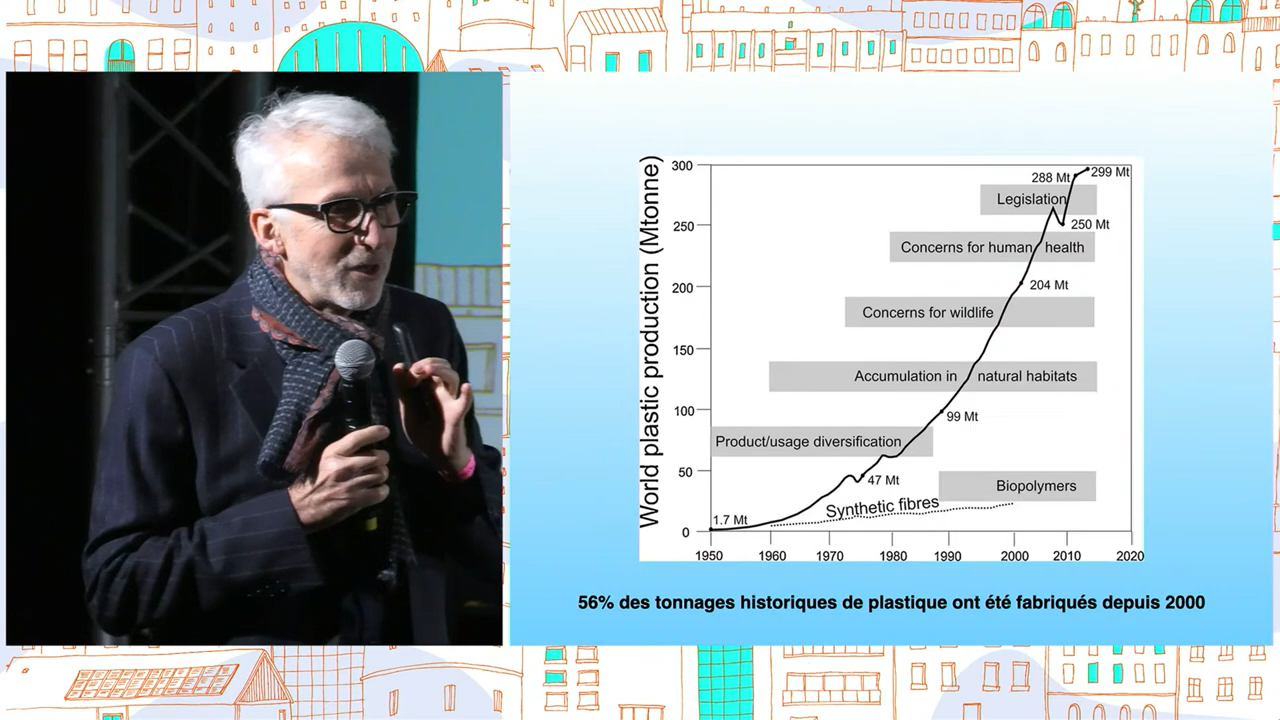 World plastic production (Mtonne)
300
250
200
150
100
50
0
288 Mt
299 Mt
Legislation
250 Mt
Concerns for human health
204 Mt
Concerns for wildlife
Accumulation in natural habitats
99 Mt
Product/usage diversification
47 Mt
Biopolymers
Synthetic fibres
1.7 Mt
1950 1960 1970 1980 1990 2000 2010 2020
56% des tonnages historiques de plastique ont été fabriqués depuis 2000